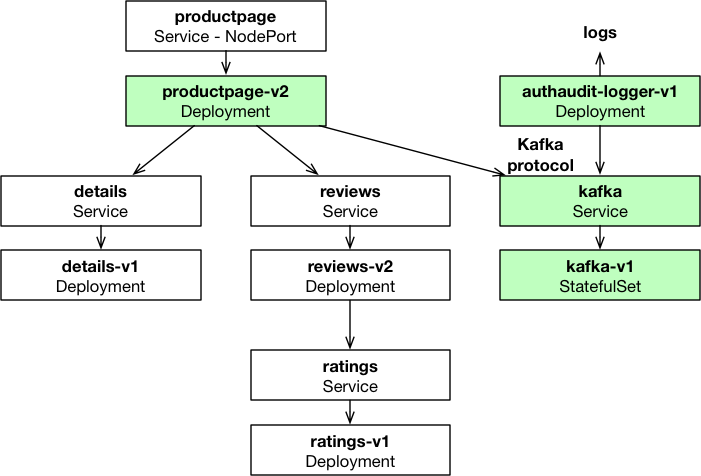 productpage
Service - NodePort
logs
productpage-v2
Deployment
authaudit-logger-v1
Deployment
Kafka
protocol
details
Service
reviews
Service
kafka
Service
details-v1
Deployment
reviews-v2
Deployment
kafka-v1
StatefulSet
ratings
Service
ratings-v1
Deployment